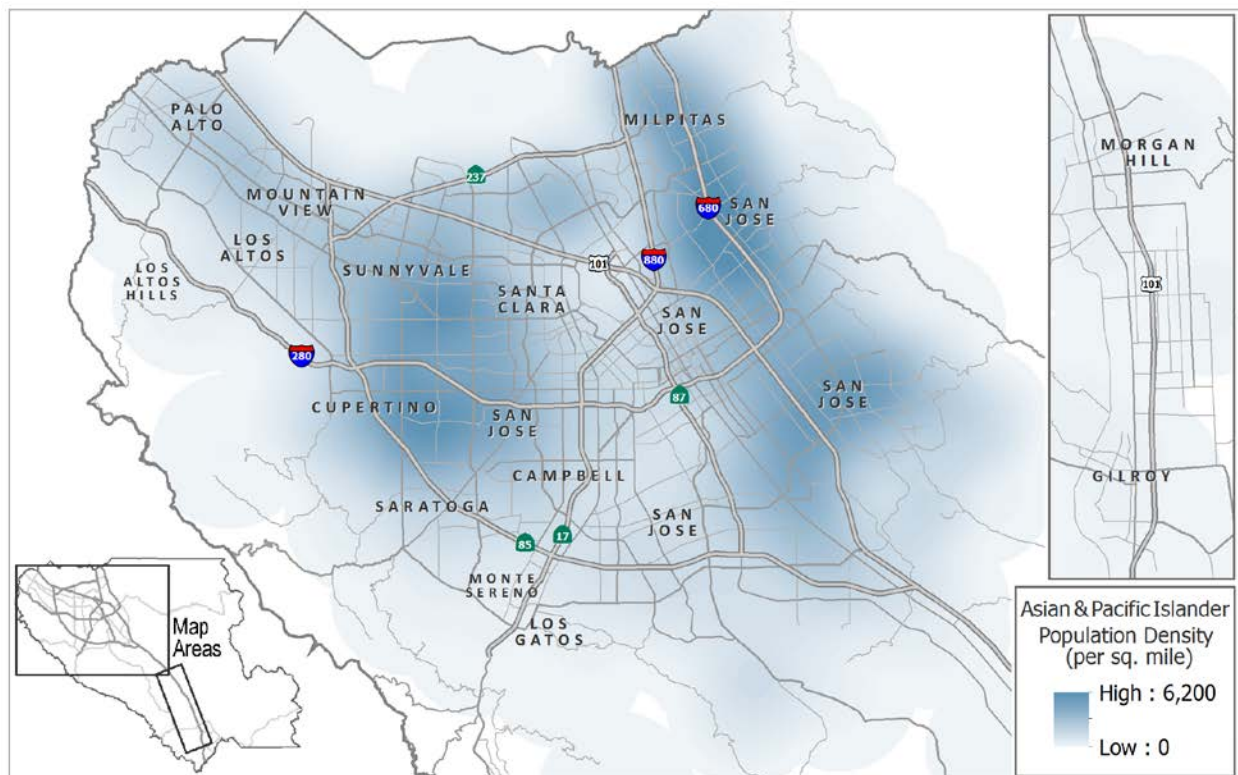 PALO
ALTO
MILPITAS
MORGAN
HILL
237
MOUNTAIN
VIEW
680
SAN
JOSE
LOS
ALTOS
LOS
ALTOS
HILLS
SUNNYVALE
101
880
SANTA
CLARA
SAN
JOSE
101
280
CUPERTINO
SAN
JOSE
87
SAN
JOSE
CAMPBELL
GILROY
SARATOGA
SAN
JOSE
85
17
MONTE
SERENO
LOS
GATOS
Map
Areas
Asian & Pacific Islander
Population Density
(per sq. mile)
High : 6,200
Low : 0